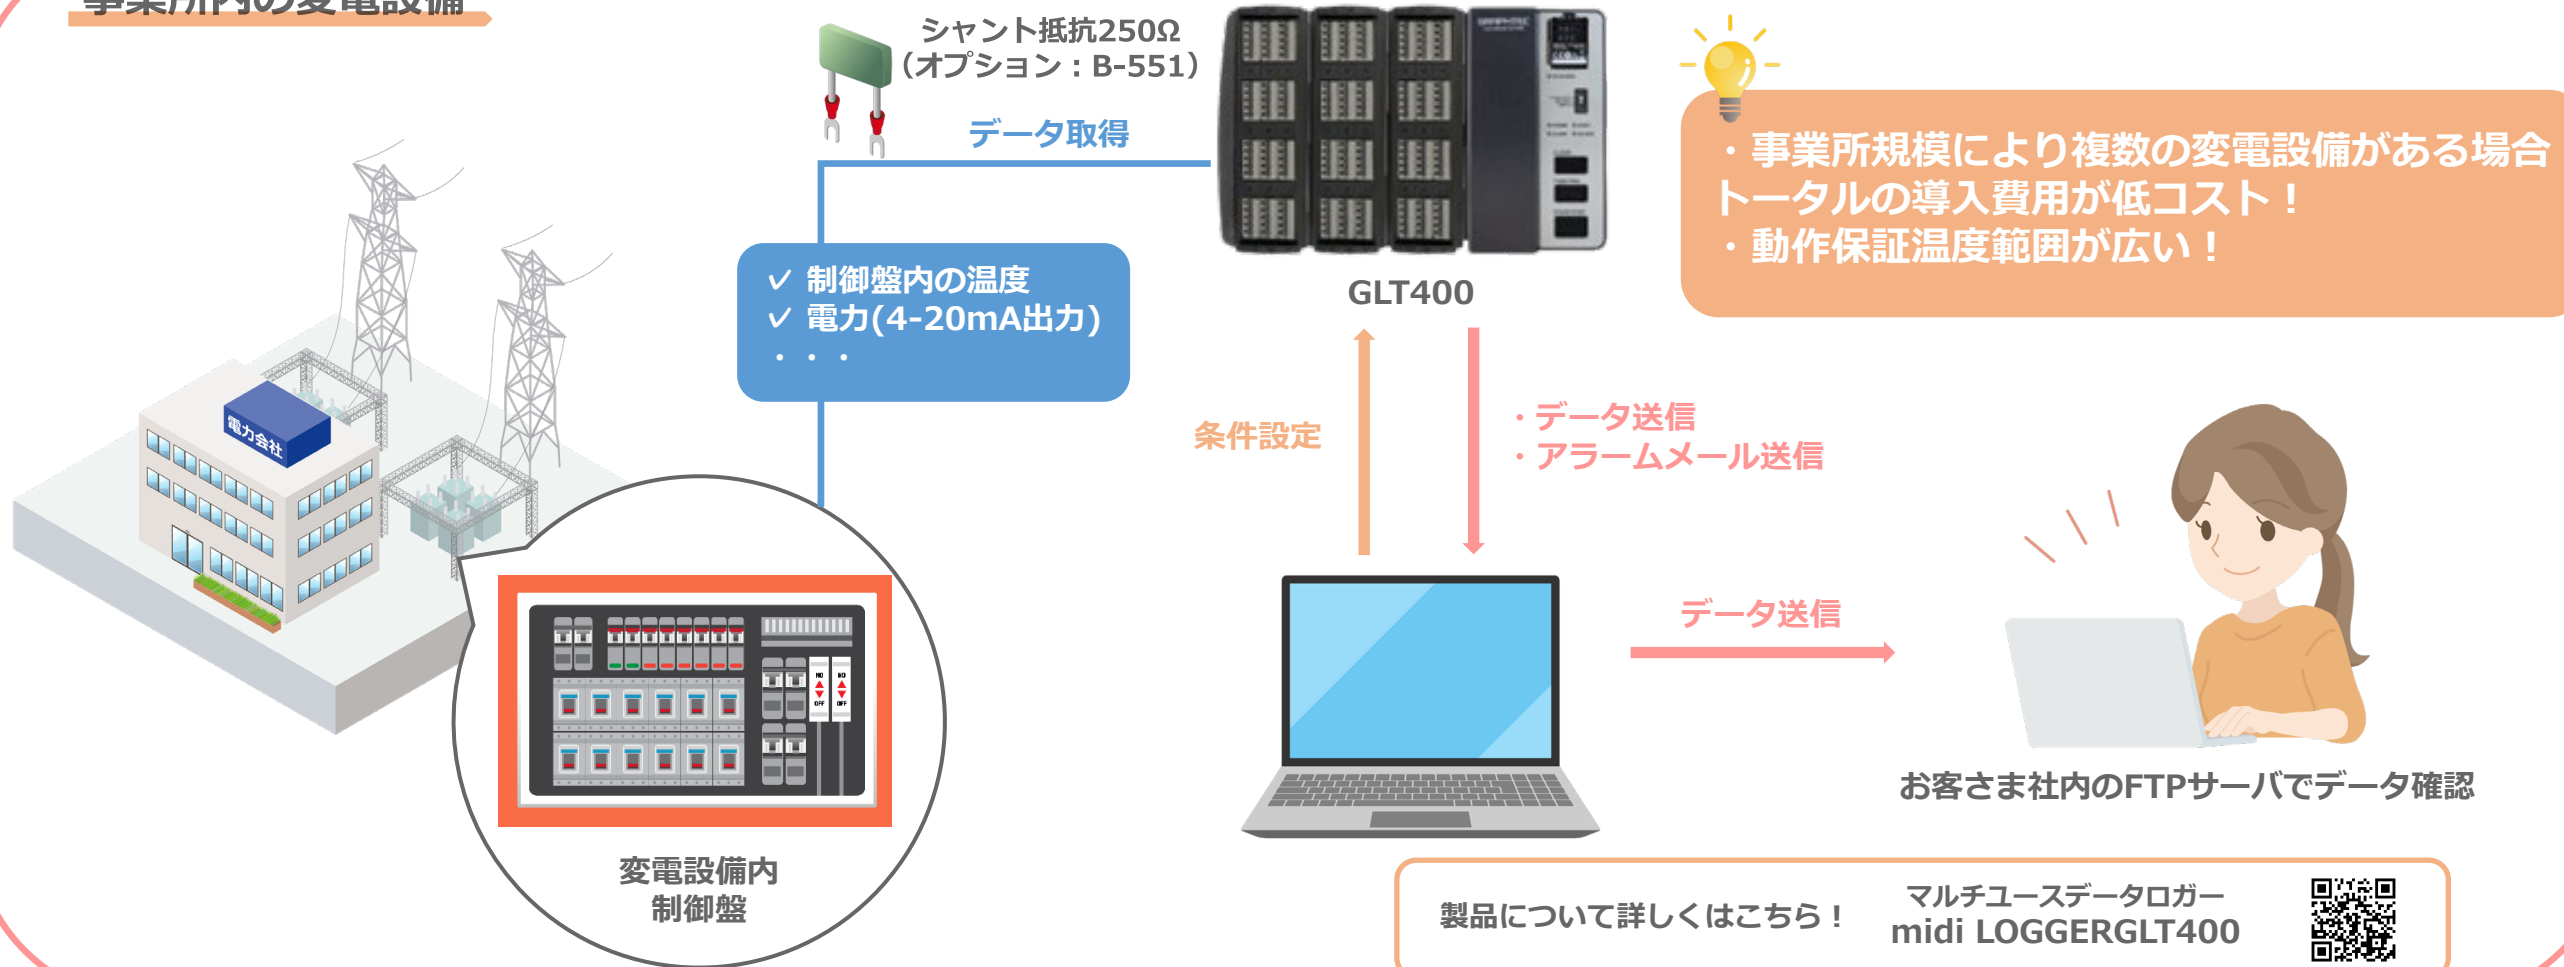 事業所内の変電設備
シャント抵抗250Ω
（オプション：B-551）
データ取得
GRAPHTEC
・事業所規模により複数の変電設備がある場合
トータルの導入費用が低コスト！
・動作保証温度範囲が広い！
✓ 制御盤内の温度
✓ 電力(4-20mA出力)
・・・
GLT400
電力会社
条件設定
・データ送信
・アラームメール送信
データ送信
NO NO
OFF OFF
お客さま社内のFTPサーバでデータ確認
変電設備内
制御盤
製品について詳しくはこちら！
マルチユースデータロガー
midi LOGGERGLT400